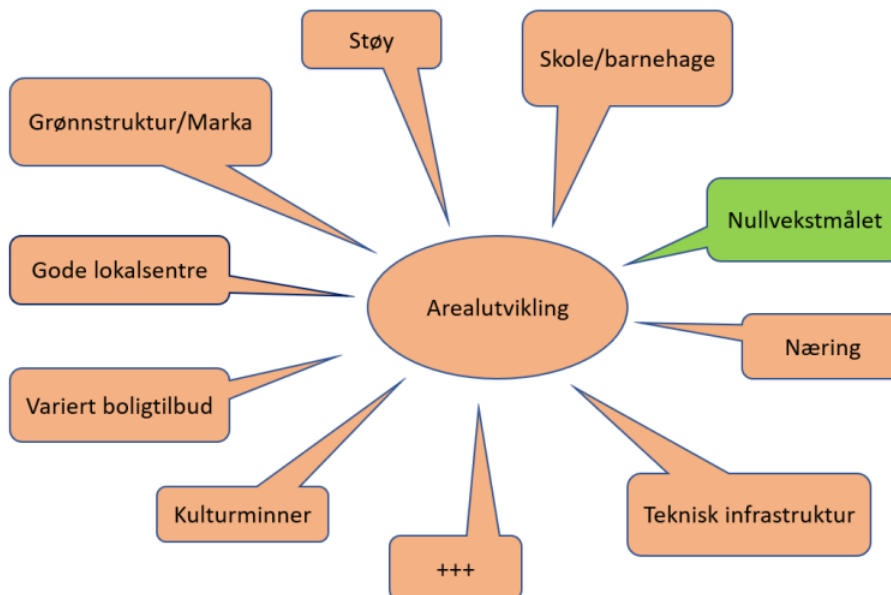 Støy
Skole/barnehage
Grønnstruktur/Marka
Nullvekstmålet
Gode lokalsentre
Arealutvikling
Næring
Variert boligtilbud
Kulturminner
Teknisk infrastruktur
+++